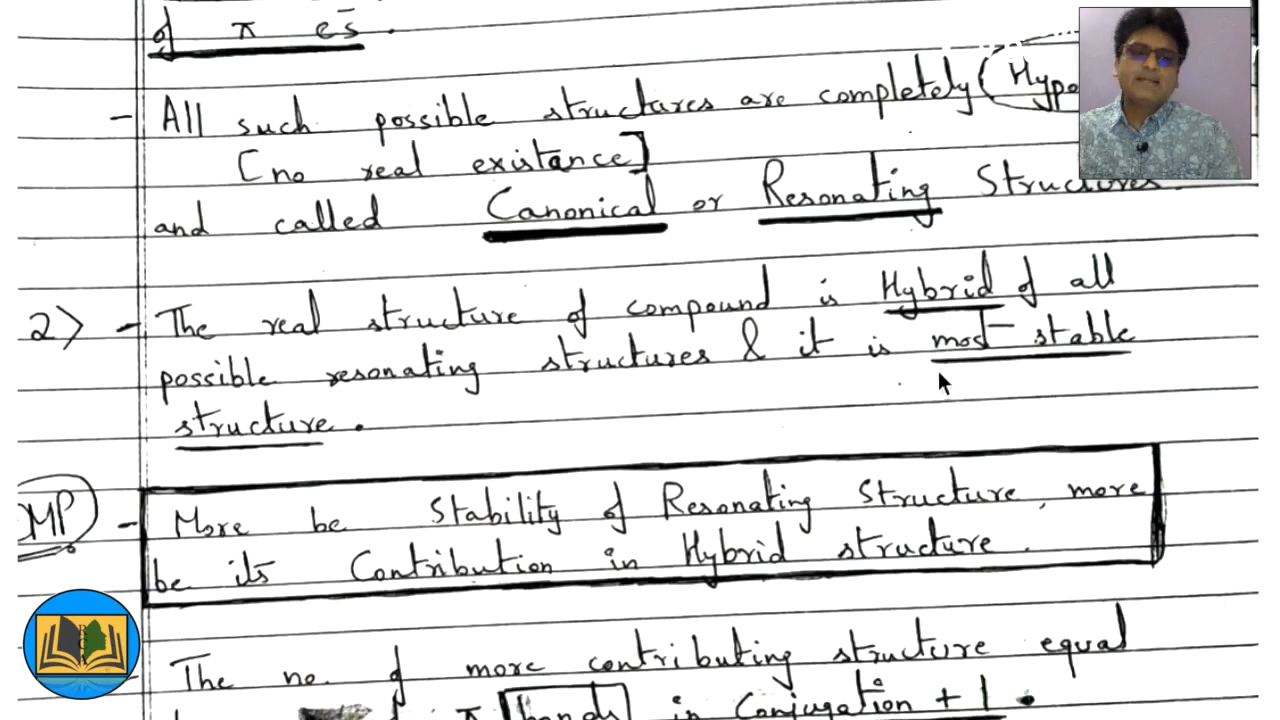 of π es.
- All such possible structures are completely (Hypo
[no real existance]
and called Canonical or Resonating Structures.
2) - The real structure of compound is Hybrid of all
possible resonating structures & it is most stable
structure.
IMP - More be Stability of Resonating Structure, more
be its Contribution in Hybrid structure.
The no. of more contributing structure equal
π bonds in Conjugation + 1.